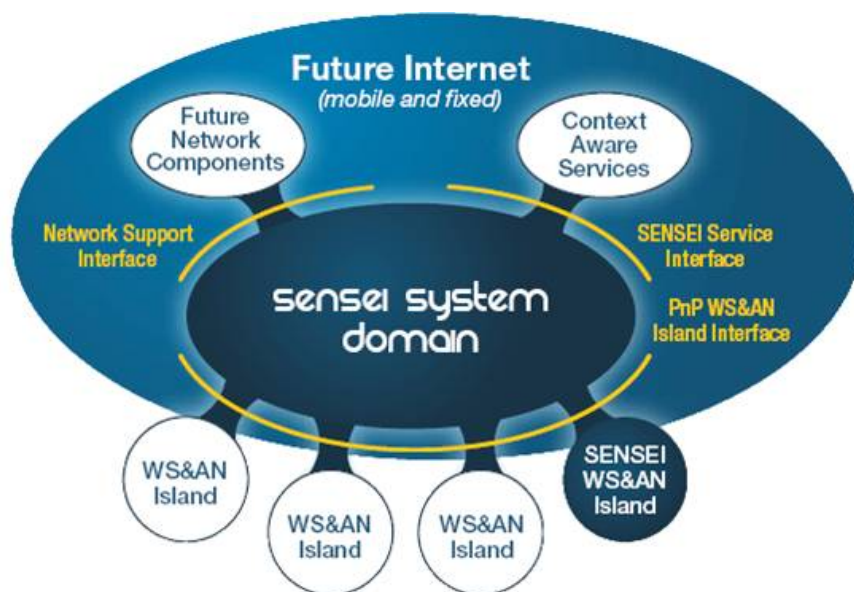 Future Internet
(mobile and fixed)
Future
Network
Components
Context
Aware
Services
Network Support
Interface
SENSEI Service
Interface
sensei system
domain
PnP WS&AN
Island Interface
WS&AN
Island
WS&AN
Island
WS&AN
Island
SENSEI
WS&AN
Island